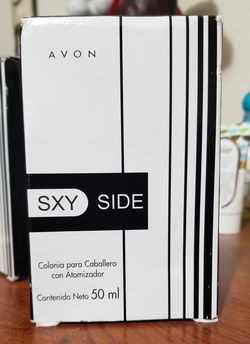 AVON
SXY SIDE
Colonia para Caballero
con Atomizador
Contenido Neto 50 ml